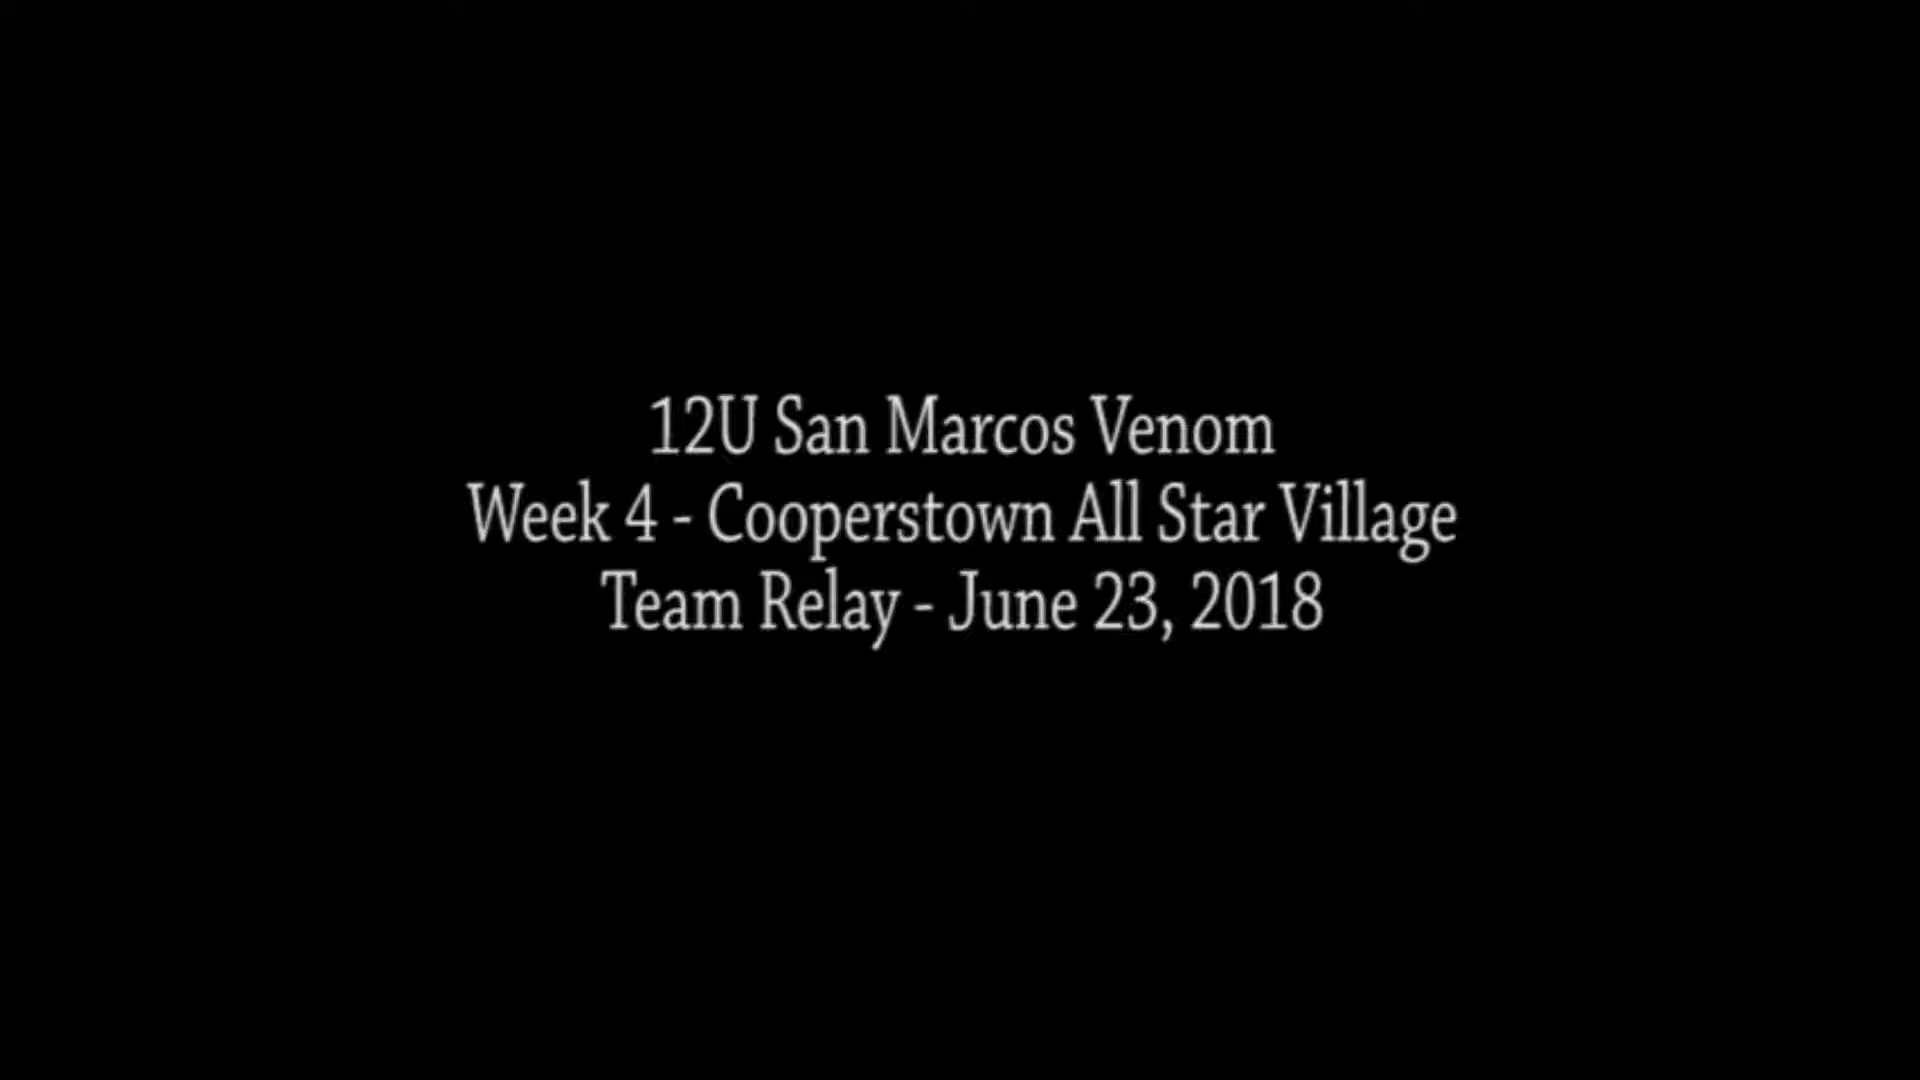 12U San Marcos Venom
Week 4 - Cooperstown All Star Village
Team Relay - June 23, 2018